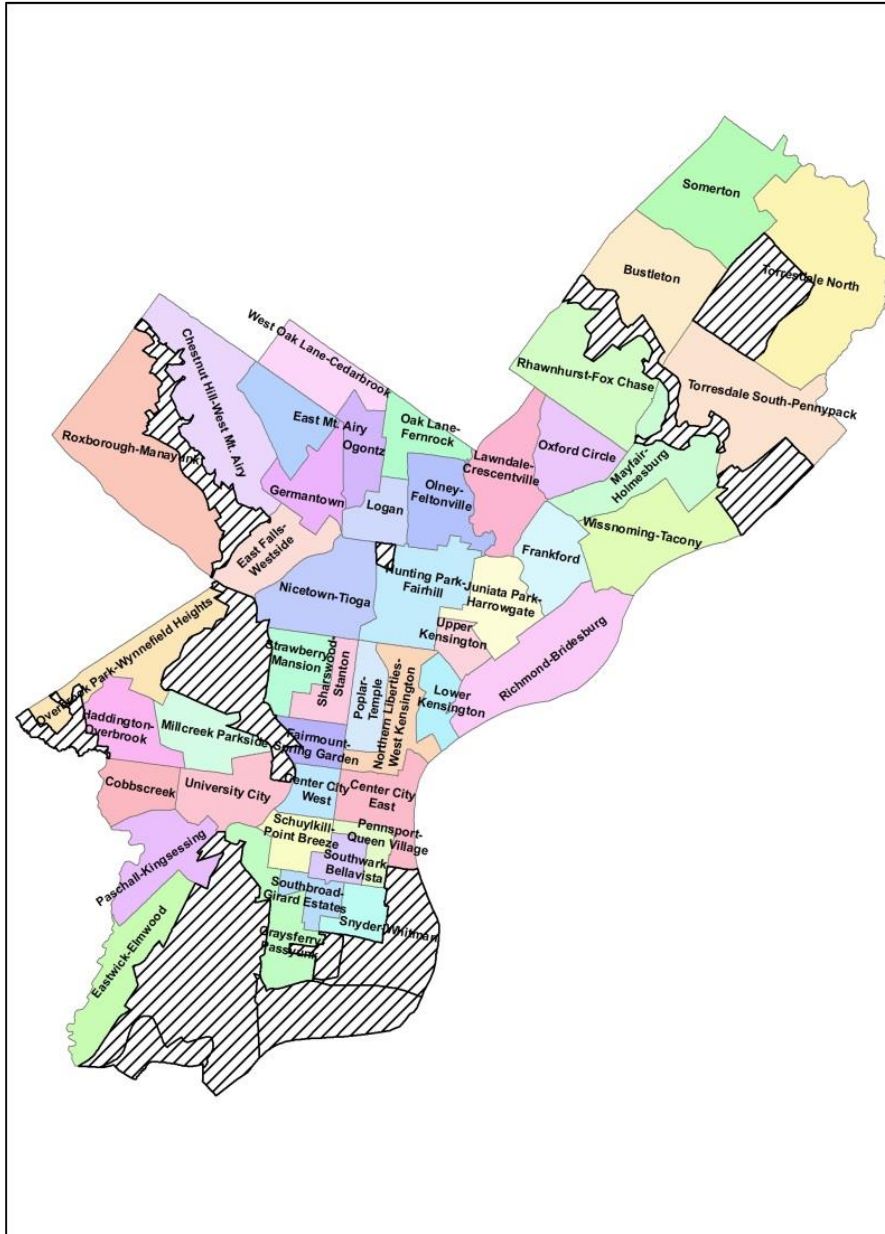 Somerton
Torresdale North
Bustleton
West Oak Lane-Cedarbrook
Chestnut Hill-West Mt. Airy
Rhawnhurst-Fox Chase
Torresdale South-Pennypack
Roxborough-Manayunk
East Mt. Airy
Ogontz
Oak Lane-
Fernrock
Oxford Circle
Lawndale-
Crescentville
Mayfair-
Holmesburg
Germantown
Logan
Olney-
Feltonville
Wissnoming-Tacony
East Falls-
Westside
Frankford
Nicetown-Tioga
Hunting Park-
Fairhill
Juniata Park-
Harrowgate
Upper
Kensington
Richmond-Bridesburg
Overbrook Park-Wynnefield Heights
Strawberry
Mansion
Sharswood-
Stanton
Poplar-
Temple
Northern Liberties-
West Kensington
Lower
Kensington
Haddington-
Overbrook
Millcreek Parkside
Fairmount-
Spring Garden
Cobbscreek
University City
Center City
West
Center City
East
Paschall-Kingsessing
Schuylkill-
Point Breeze
Pennsport-
Queen Village
Southwark-
Bellavista
Southbroad-
Girard Estates
Snyder-Whitman
Graysferry-
Passyunk
Eastwick-Elmwood